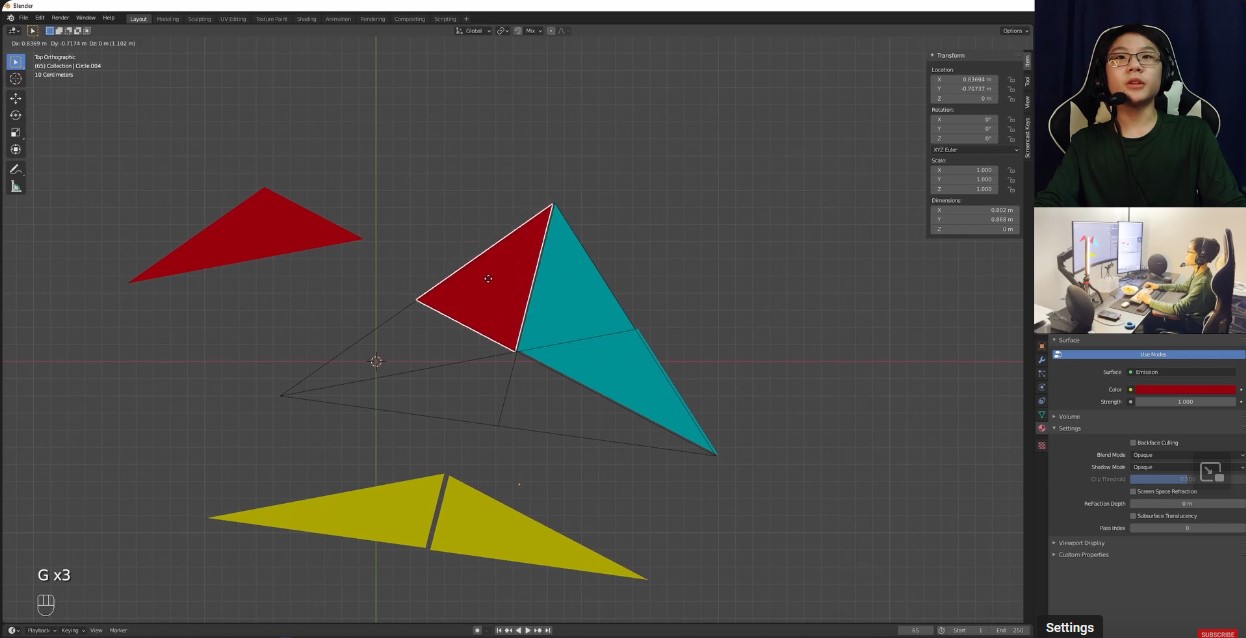 Blender
File Edit Render Window Help Layout Modeling Sculpting UV Editing Texture Paint Shading Animation Rendering Compositing Scripting +
Global Mix Options
Dx: 0.8369 m Dy: -0.7174 m Dz: 0 m (1.102 m)
Top Orthographic
(65) Collection | Circle.004
10 Centimeters
Transform
Location:
X 0.83694 m
Y -0.71737 m
Z 0 m
Rotation:
X 0°
Y 0°
Z 0°
XYZ Euler
Scale:
X 1.000
Y 1.000
Z 1.000
Dimensions:
X 0.802 m
Y 0.868 m
Z 0 m
Item
Tool
View
Screencast Keys
Surface
Use Nodes
Surface Emission
Color
Strength 1.000
Volume
Settings
Backface Culling
Blend Mode Opaque
Shadow Mode Opaque
Clip Threshold
Screen Space Refraction
Refraction Depth 0 m
Subsurface Translucency
Pass Index 0
Viewport Display
Custom Properties
G x3
Settings
SUBSCRIBE
Playback Keying View Marker 65 Start 1 End 250